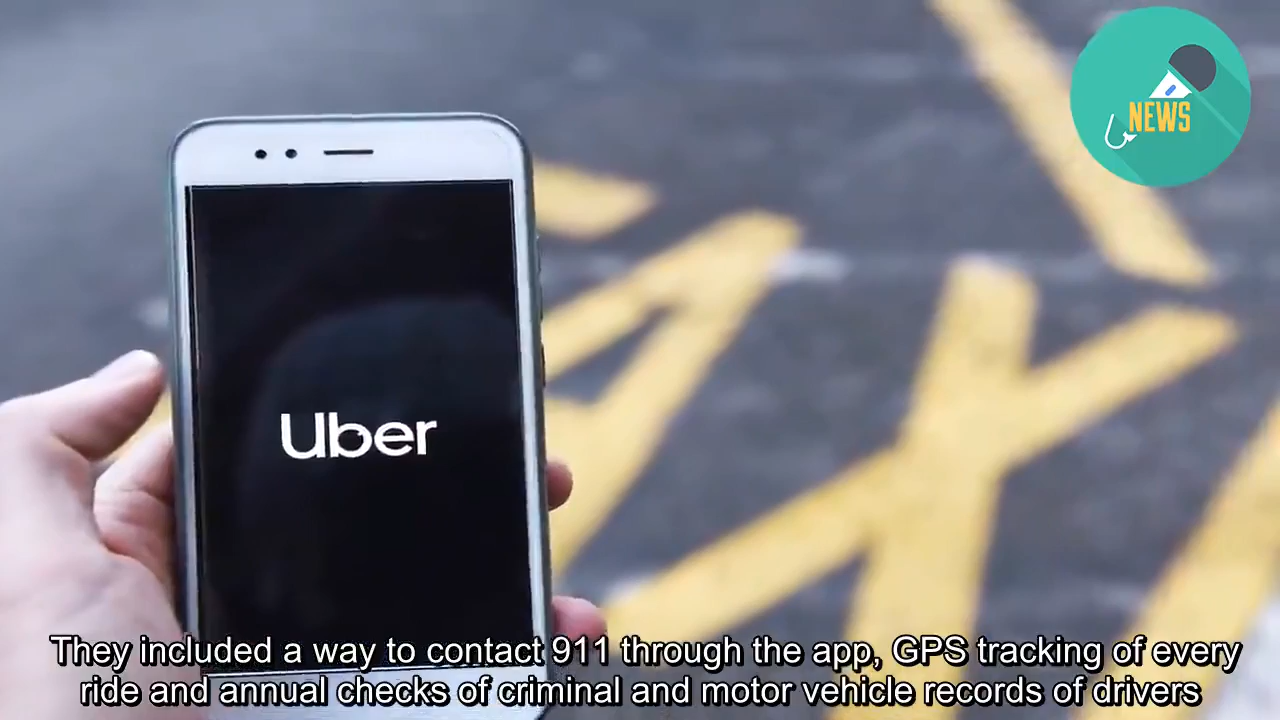 NEWS
Uber
They included a way to contact 911 through the app, GPS tracking of every
ride and annual checks of criminal and motor vehicle records of drivers